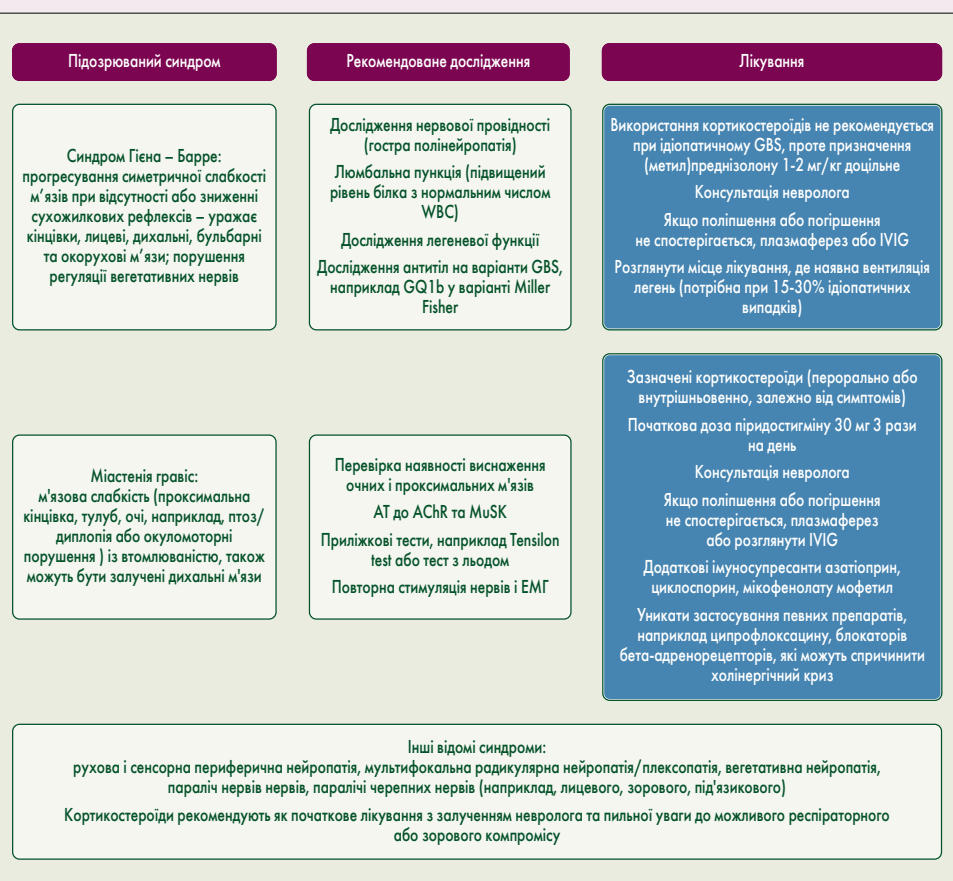 Підозрюваний синдром
Рекомендоване дослідження
Лікування
Синдром Гієна – Барре:
прогресування симетричної слабкості
м’язів при відсутності або зниженні
сухожилкових рефлексів – уражає
кінцівки, лицеві, дихальні, бульбарні
та окорухові м’язи; порушення
регуляції вегетативних нервів
Дослідження нервової провідності
(гостра полінейропатія)
Люмбальна пункція (підвищений
рівень білка з нормальним числом
WBC)
Дослідження легеневої функції
Дослідження антитіл на варіанти GBS,
наприклад GQ1b у варіанті Miller
Fisher
Використання кортикостероїдів не рекомендується
при ідіопатичному GBS, проте призначення
(метил)преднізолону 1-2 мг/кг доцільне
Консультація невролога
Якщо поліпшення або погіршення
не спостерігається, плазмаферез або IVIG
Розглянути місце лікування, де наявна вентиляція
легень (потрібна при 15-30% ідіопатичних
випадків)
Міастенія гравіс:
м'язова слабкість (проксимальна
кінцівка, тулуб, очі, наприклад, птоз/
диплопія або окуломоторні
порушення ) із втомлюваністю, також
можуть бути залучені дихальні м'язи
Перевірка наявності виснаження
очних і проксимальних м'язів
АТ до AChR та MuSK
Приліжкові тести, наприклад Tensilon
test або тест з льодом
Повторна стимуляція нервів і ЕМГ
Зазначені кортикостероїди (перорально або
внутрішньовенно, залежно від симптомів)
Початкова доза піридостигміну 30 мг 3 рази
на день
Консультація невролога
Якщо поліпшення або погіршення
не спостерігається, плазмаферез
або розглянути IVIG
Додаткові імуносупресанти азатіоприн,
циклоспорин, мікофенолату мофетил
Уникати застосування певних препаратів,
наприклад ципрофлоксацину, блокаторів
бета-адренорецепторів, які можуть спричинити
холінергічний криз
Інші відомі синдроми:
рухова і сенсорна периферична нейропатія, мультифокальна радикулярна нейропатія/плексопатія, вегетативна нейропатія,
параліч нервів нервів, паралічі черепних нервів (наприклад, лицевого, зорового, під'язикового)
Кортикостероїди рекомендують як початкове лікування з залученням невролога та пильної уваги до можливого респіраторного
або зорового компромісу